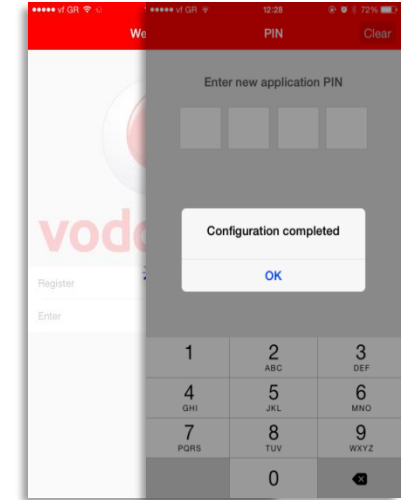 vf GR
We
vodo
Register
Enter
vf GR 12:28 72%
PIN Clear
Enter new application PIN
Configuration completed
OK
1 2 3
ABC DEF
4 5 6
GHI JKL MNO
7 8 9
PQRS TUV WXYZ
0